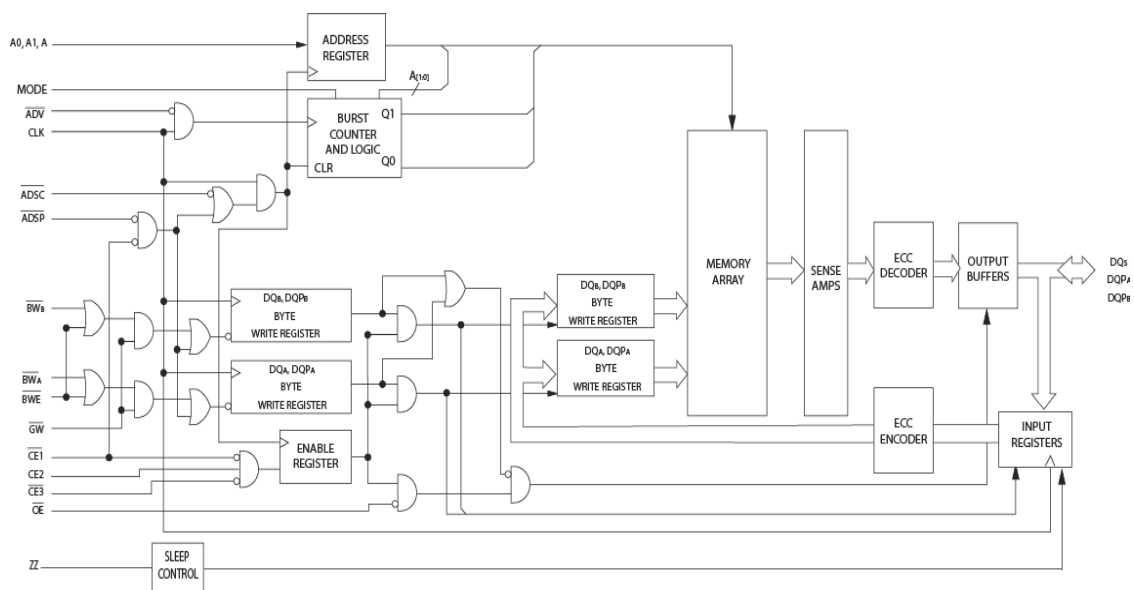 A0, A1, A
ADDRESS
REGISTER
MODE
A[1:0]
ADV
CLK
BURST
COUNTER
AND LOGIC
CLR
Q1
Q0
ADSC
ADSP
MEMORY
ARRAY
SENSE
AMPS
ECC
DECODER
OUTPUT
BUFFERS
DQs
DQPA
DQPB
BWB
DQB, DQPB
BYTE
WRITE REGISTER
DQB, DQPB
BYTE
WRITE REGISTER
BWA
BWE
DQA, DQPA
BYTE
WRITE REGISTER
DQA, DQPA
BYTE
WRITE REGISTER
GW
CE1
CE2
CE3
OE
ENABLE
REGISTER
ECC
ENCODER
INPUT
REGISTERS
ZZ
SLEEP
CONTROL